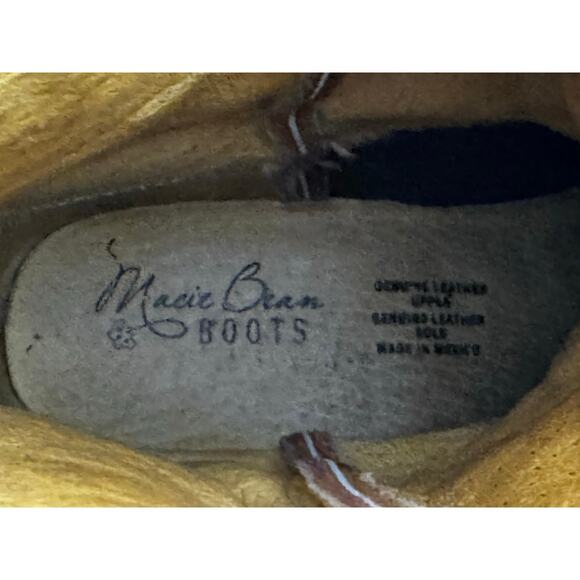 Macie Bean
BOOTS
GENUINE LEATHER
UPPER
GENUINE LEATHER
SOLE
MADE IN MEXICO